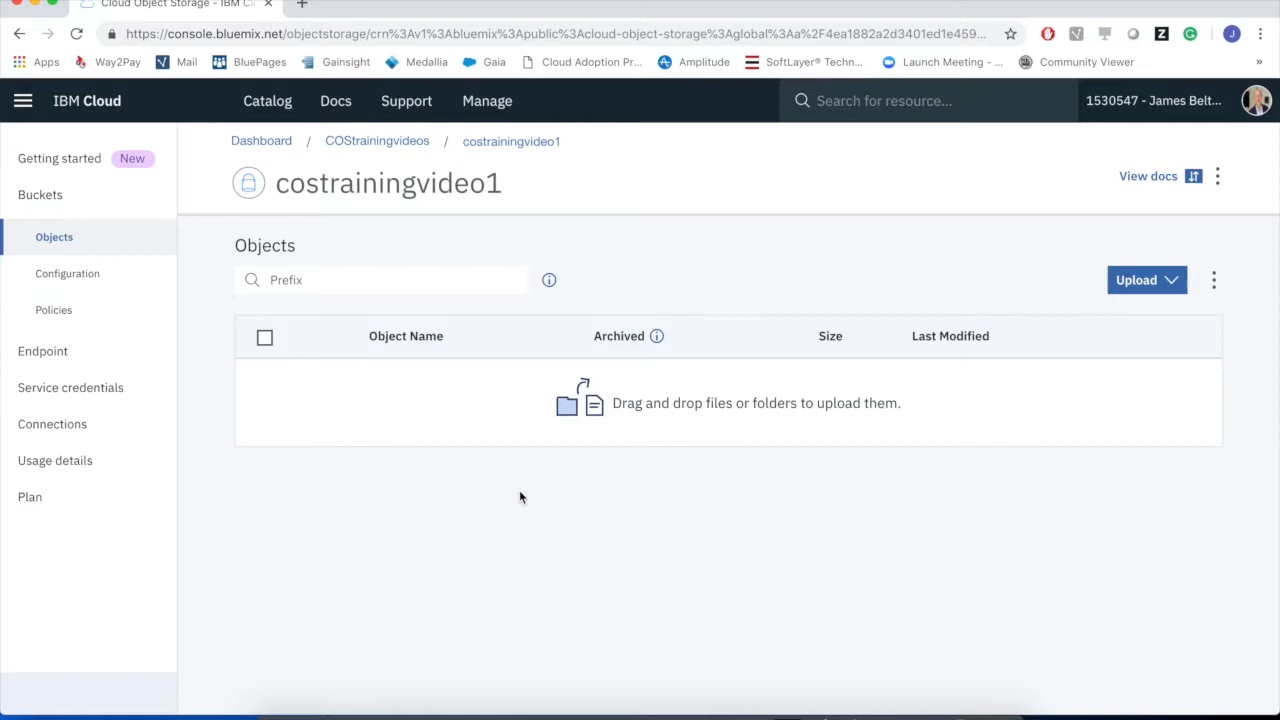 Cloud Object Storage - IBM Cl
https://console.bluemix.net/objectstorage/crn%3Av1%3Abluemix%3Apublic%3Acloud-object-storage%3Aglobal%3Aa%2F4ea1882a2d3401ed1e459...
J
Apps Way2Pay Mail BluePages Gainsight Medallia Gaia Cloud Adoption Pr... Amplitude SoftLayer® Techn... Launch Meeting - ... Community Viewer »
IBM Cloud Catalog Docs Support Manage Search for resource... 1530547 - James Belt...
Getting started New
Buckets
Objects
Configuration
Policies
Endpoint
Service credentials
Connections
Usage details
Plan
Dashboard / COStrainingvideos / costrainingvideo1
costrainingvideo1
View docs
Objects
Prefix
Upload
Object Name Archived Size Last Modified
Drag and drop files or folders to upload them.